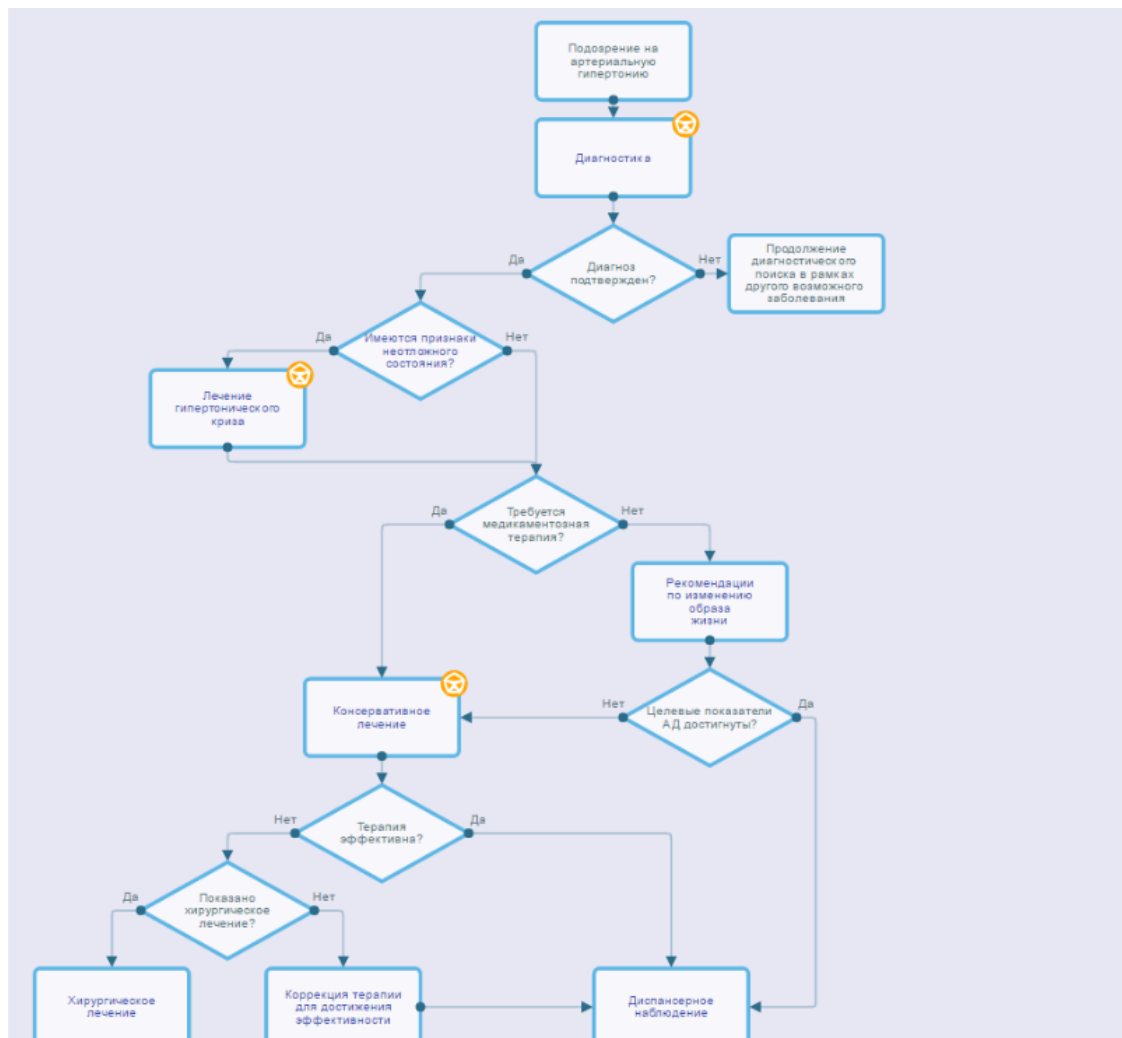 Подозрение на
артериальную
гипертонию
Диагностика
Да
Диагноз
подтвержден?
Нет
Продолжение
диагностического
поиска в рамках
другого возможного
заболевания
Да
Имеются признаки
неотложного
состояния?
Нет
Лечение
гипертонического
криза
Да
Требуется
медикаментозная
терапия?
Нет
Рекомендации
по изменению
образа
жизни
Консервативное
лечение
Нет
Целевые показатели
АД достигнуты?
Да
Нет
Терапия
эффективна?
Да
Да
Показано
хирургическое
лечение?
Нет
Хирургическое
лечение
Коррекция терапии
для достижения
эффективности
Диспансерное
наблюдение